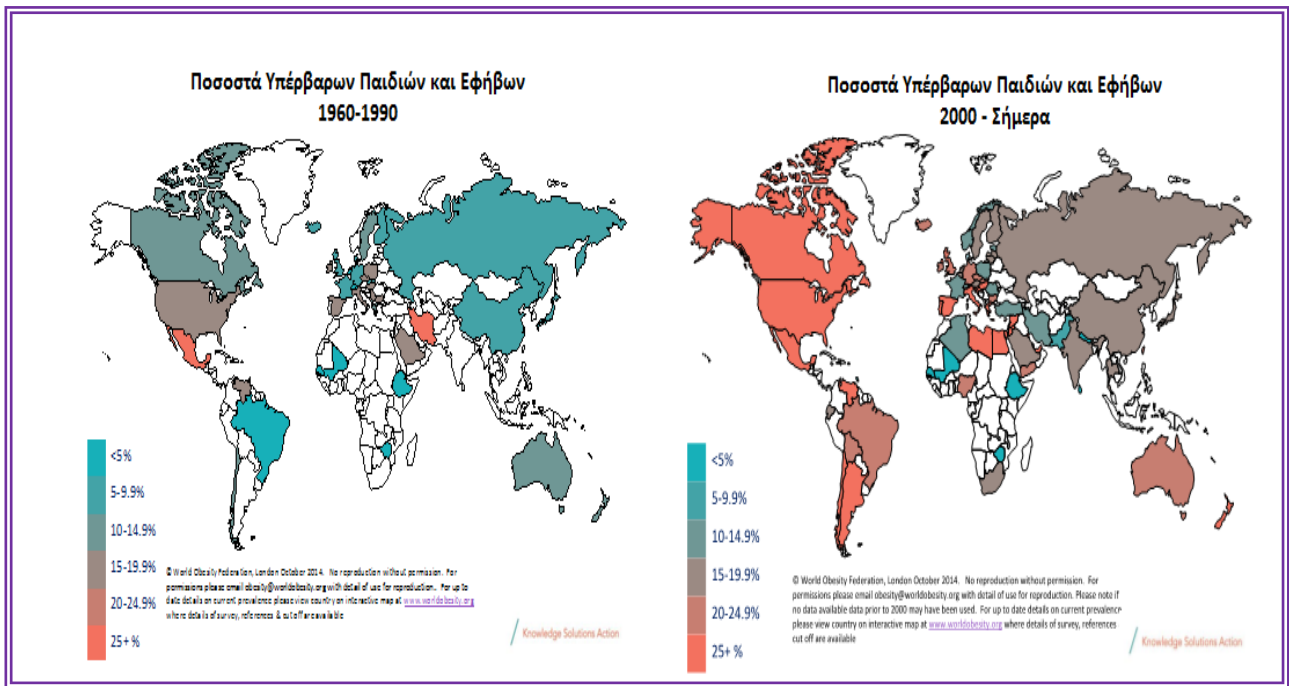 Ποσοστά Υπέρβαρων Παιδιών και Εφήβων
1960-1990
<5%
5-9.9%
10-14.9%
15-19.9%
20-24.9%
25+ %
© World Obesity Federation, London October 2014. No reproduction without permission. For
permissions please email obesity@worldobesity.org with detail of use for reproduction. For up to
date details on current prevalence please view country on interactive map at www.worldobesity.org
where details of survey, references & cut off are available
Knowledge Solutions Action
Ποσοστά Υπέρβαρων Παιδιών και Εφήβων
2000 - Σήμερα
<5%
5-9.9%
10-14.9%
15-19.9%
20-24.9%
25+ %
© World Obesity Federation, London October 2014. No reproduction without permission. For
permissions please email obesity@worldobesity.org with detail of use for reproduction. Please note if
no data available data prior to 2000 may have been used. For up to date details on current prevalence
please view country on interactive map at www.worldobesity.org where details of survey, references
cut off are available
Knowledge Solutions Action